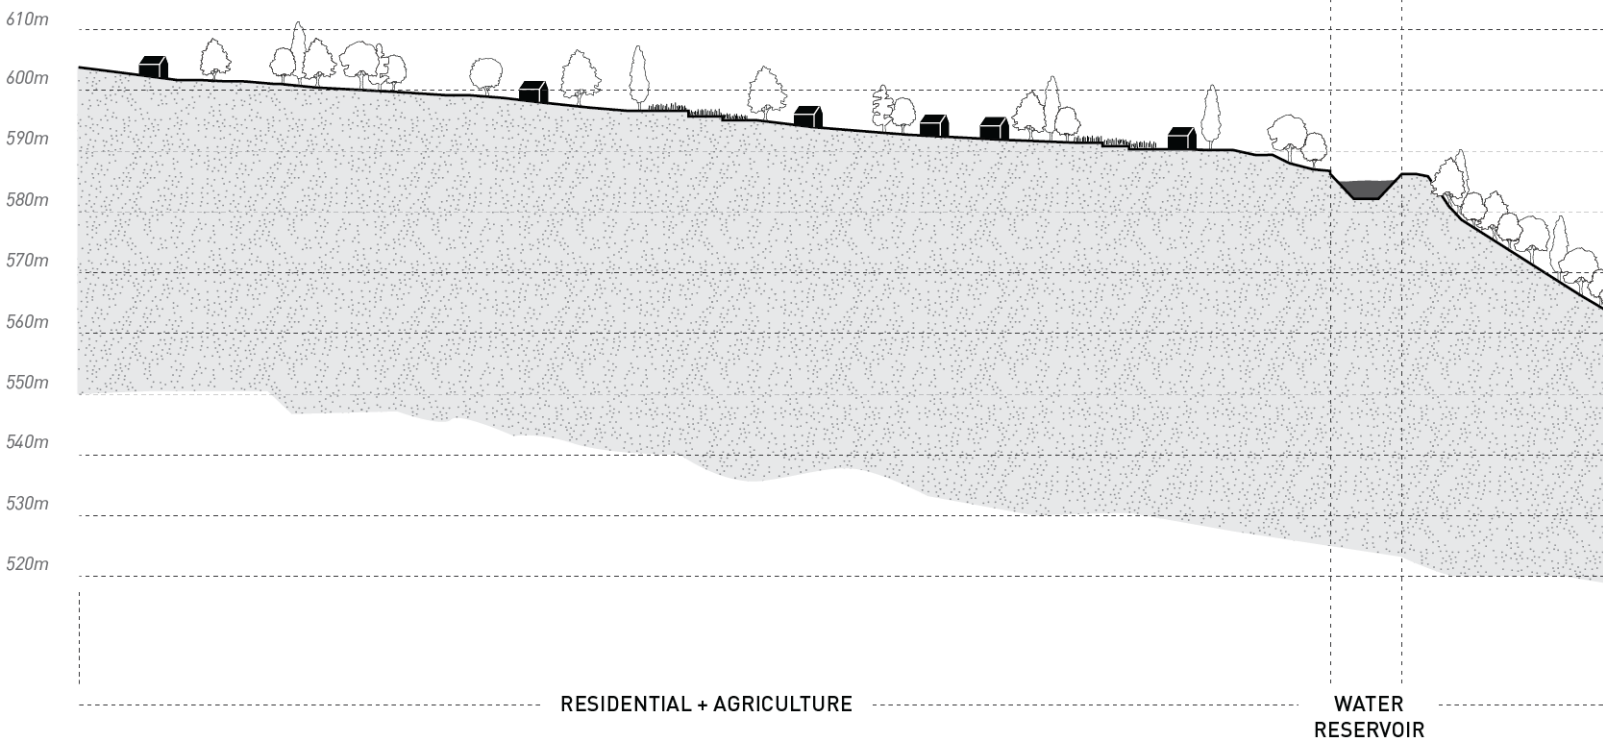 610m
600m
590m
580m
570m
560m
550m
540m
530m
520m
RESIDENTIAL + AGRICULTURE
WATER
RESERVOIR